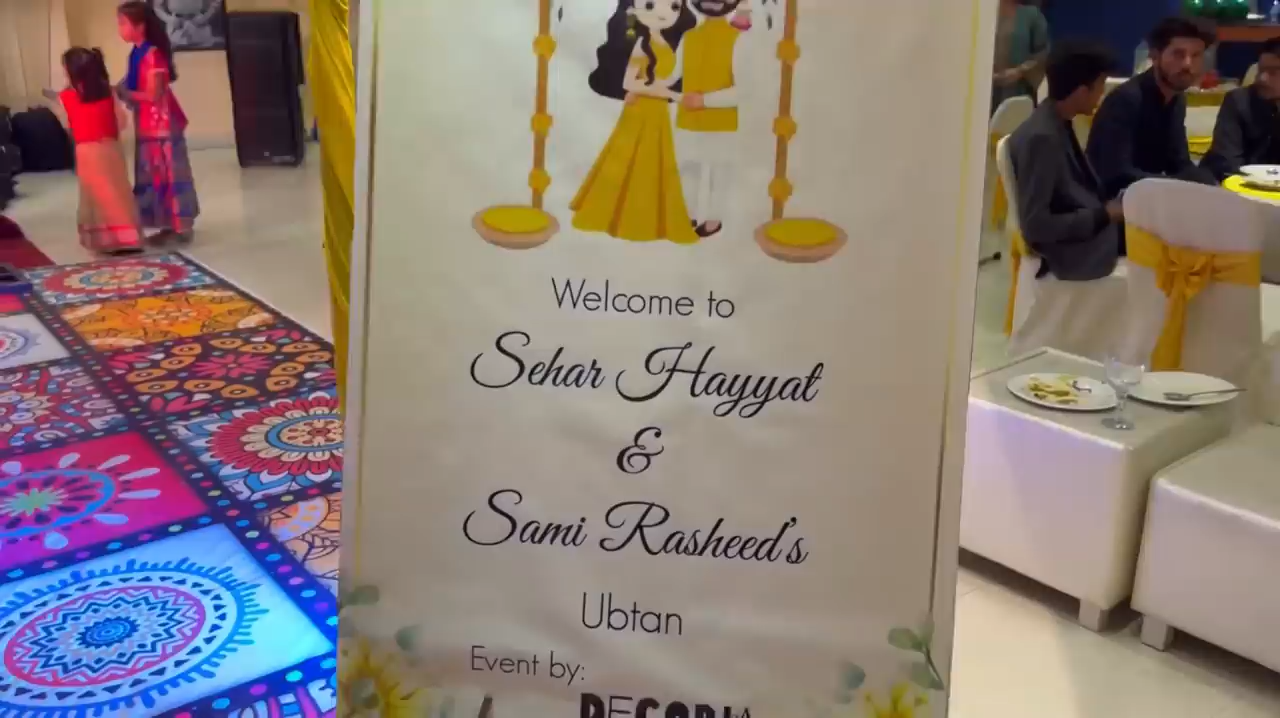 Welcome to
Sehar Hayyat
&
Sami Rasheed's
Ubtan
Event by: